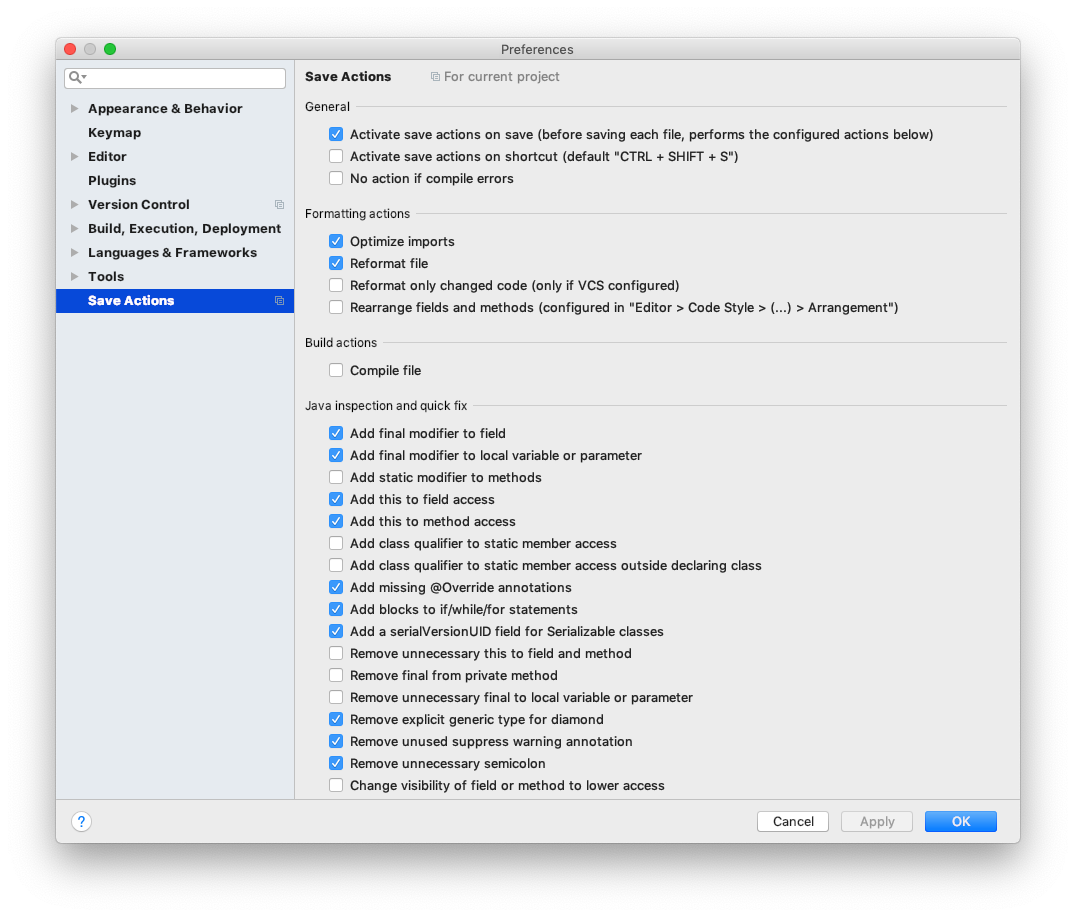 Preferences
Appearance & Behavior
Keymap
Editor
Plugins
Version Control
Build, Execution, Deployment
Languages & Frameworks
Tools
Save Actions
Save Actions For current project
General
Activate save actions on save (before saving each file, performs the configured actions below)
Activate save actions on shortcut (default "CTRL + SHIFT + S")
No action if compile errors
Formatting actions
Optimize imports
Reformat file
Reformat only changed code (only if VCS configured)
Rearrange fields and methods (configured in "Editor > Code Style > (...) > Arrangement")
Build actions
Compile file
Java inspection and quick fix
Add final modifier to field
Add final modifier to local variable or parameter
Add static modifier to methods
Add this to field access
Add this to method access
Add class qualifier to static member access
Add class qualifier to static member access outside declaring class
Add missing @Override annotations
Add blocks to if/while/for statements
Add a serialVersionUID field for Serializable classes
Remove unnecessary this to field and method
Remove final from private method
Remove unnecessary final to local variable or parameter
Remove explicit generic type for diamond
Remove unused suppress warning annotation
Remove unnecessary semicolon
Change visibility of field or method to lower access
? Cancel Apply OK